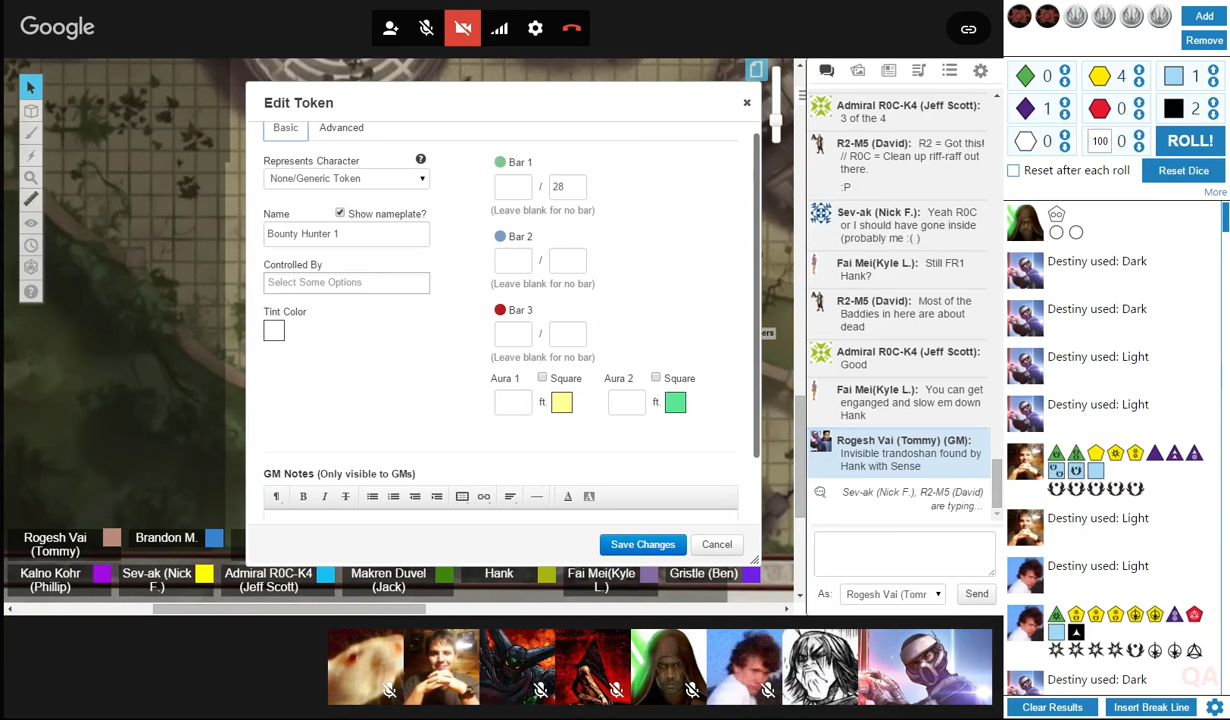 Google
Edit Token
Basic
Advanced
Represents Character
None/Generic Token
Name
Show nameplate?
Bounty Hunter 1
Controlled By
Select Some Options
Tint Color
Bar 1
/
28
(Leave blank for no bar)
Bar 2
/
(Leave blank for no bar)
Bar 3
/
(Leave blank for no bar)
Aura 1
Square
Aura 2
Square
ft.
ft.
GM Notes (Only visible to GMs)
Save Changes
Cancel
ers
Rogesh Vai
(Tommy)
Brandon M.
Kalno Kohr
(Phillip)
Sev-ak (Nick
F.)
Admiral R0C-K4
(Jeff Scott)
Makren Duvel
(Jack)
Hank
Fai Mei(Kyle
L.)
Gristle (Ben)
Admiral R0C-K4 (Jeff Scott):
3 of the 4
R2-M5 (David): R2 = Got this!
// R0C = Clean up riff-raff out
there.
:P
Sev-ak (Nick F.): Yeah R0C
or I should have gone inside
(probably me :( )
Fai Mei(Kyle L.): Still FR1
Hank?
R2-M5 (David): Most of the
Baddies in here are about
dead
Admiral R0C-K4 (Jeff Scott):
Good
Fai Mei(Kyle L.): You can get
enganged and slow em down
Hank
Rogesh Vai (Tommy) (GM):
Invisible trandoshan found by
Hank with Sense
Sev-ak (Nick F.), R2-M5 (David)
are typing...
As:
Rogesh Vai (Tomr
Send
Add
Remove
0
4
1
1
0
2
0
100
0
ROLL!
Reset after each roll
Reset Dice
More
Destiny used: Dark
Destiny used: Dark
Destiny used: Light
Destiny used: Light
Destiny used: Light
Destiny used: Light
Destiny used: Dark
QA
Clear Results
Insert Break Line